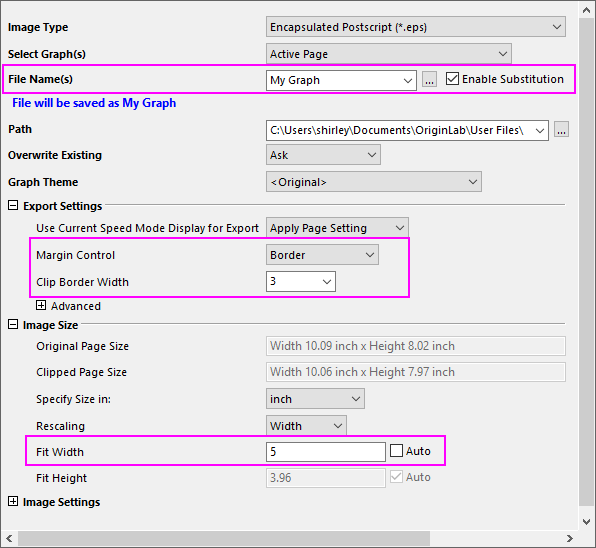 Image Type Encapsulated Postscript (*.eps)
Select Graph(s) Active Page
File Name(s) My Graph ... Enable Substitution
File will be saved as My Graph
Path C:\Users\shirley\Documents\OriginLab\User Files\ ...
Overwrite Existing Ask
Graph Theme <Original>
Export Settings
Use Current Speed Mode Display for Export Apply Page Setting
Margin Control Border
Clip Border Width 3
Advanced
Image Size
Original Page Size Width 10.09 inch x Height 8.02 inch
Clipped Page Size Width 10.06 inch x Height 7.97 inch
Specify Size in: inch
Rescaling Width
Fit Width 5 Auto
Fit Height 3.96 Auto
Image Settings